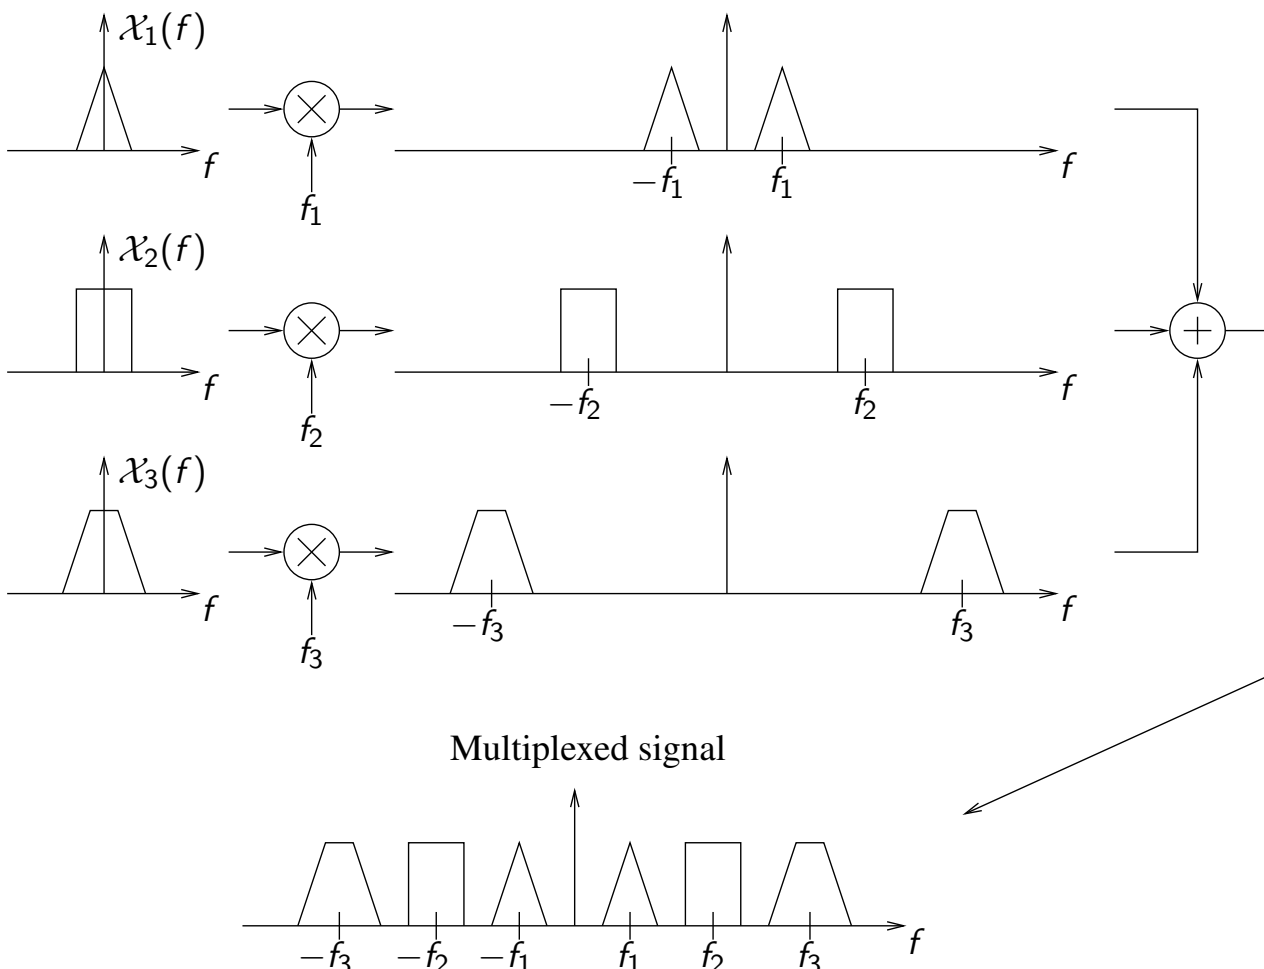 𝒳₁(f)
f
f₁
−f₁ f₁ f
𝒳₂(f)
f
f₂
−f₂ f₂ f
𝒳₃(f)
f
f₃
−f₃ f₃ f
Multiplexed signal
−f₃ −f₂ −f₁ f₁ f₂ f₃ f